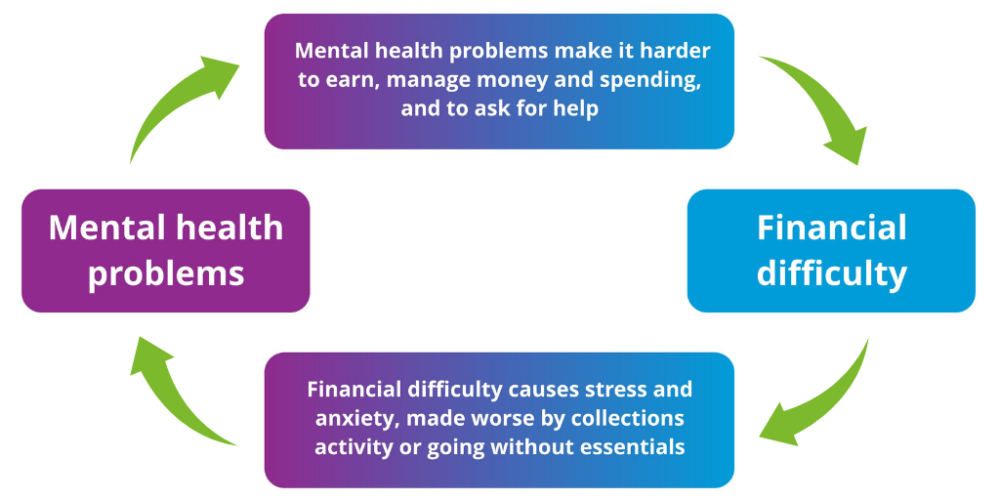 Mental health problems make it harder
to earn, manage money and spending,
and to ask for help
Mental health
problems
Financial
difficulty
Financial difficulty causes stress and
anxiety, made worse by collections
activity or going without essentials